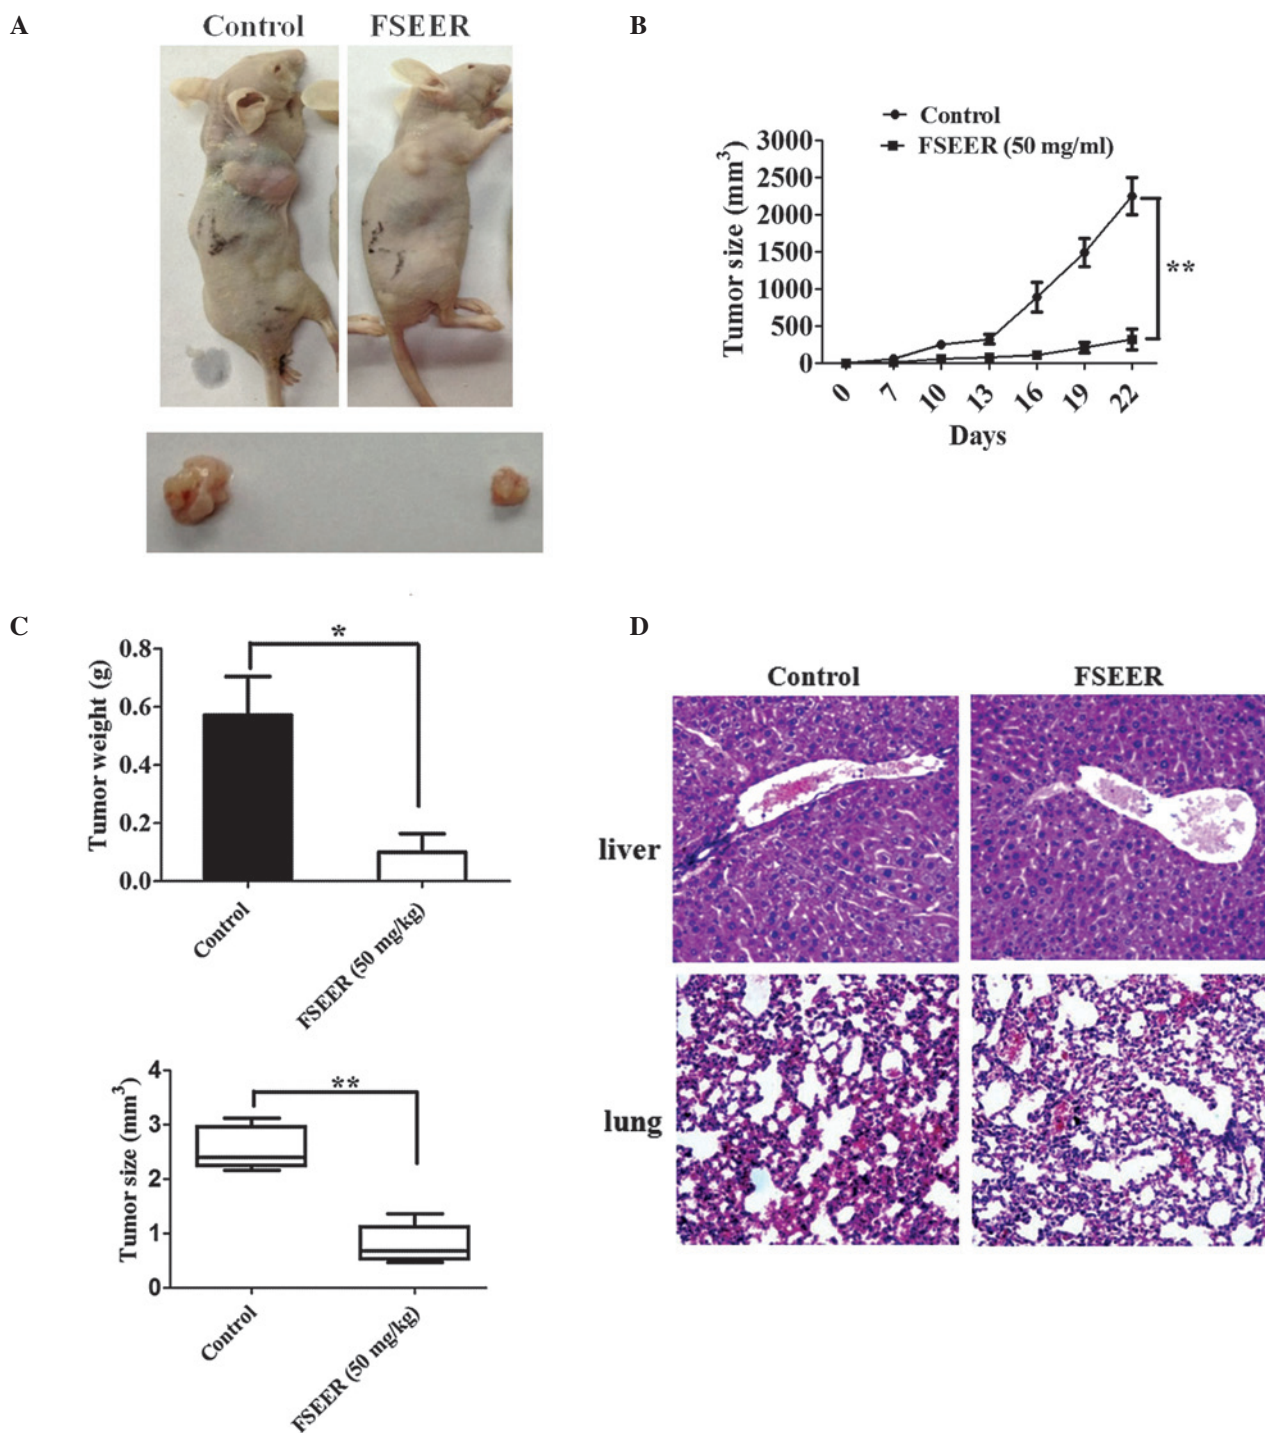 A
Control FSEER
B
Control
FSEER (50 mg/ml)
Tumor size (mm³)
3000
2500
2000
1500
1000
500
0
**
0 7 10 13 16 19 22
Days
C
*
Tumor weight (g)
0.8
0.6
0.4
0.2
0.0
Control
FSEER (50 mg/kg)
**
Tumor size (mm³)
4
3
2
1
0
Control
FSEER (50 mg/kg)
D
Control FSEER
liver
lung